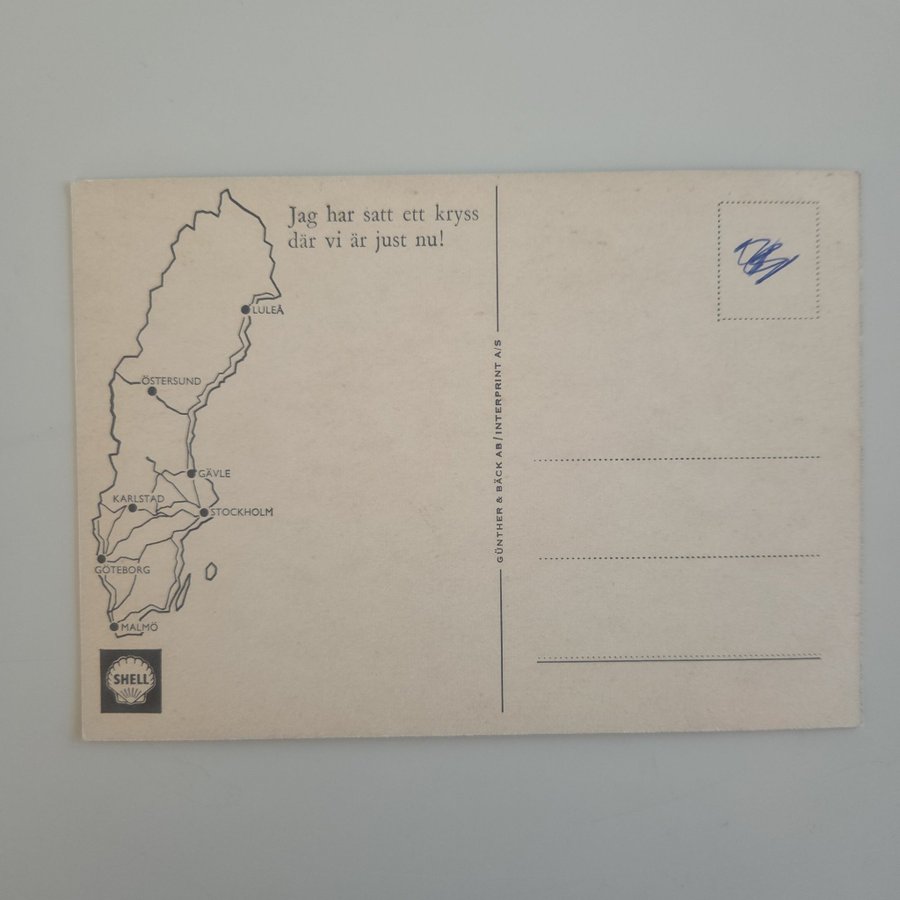 Jag har satt ett kryss
där vi är just nu!
LULEÅ
ÖSTERSUND
GÄVLE
KARLSTAD
STOCKHOLM
GÖTEBORG
MALMÖ
SHELL
GÜNTHER & BÄCK AB/INTERPRINT A/S